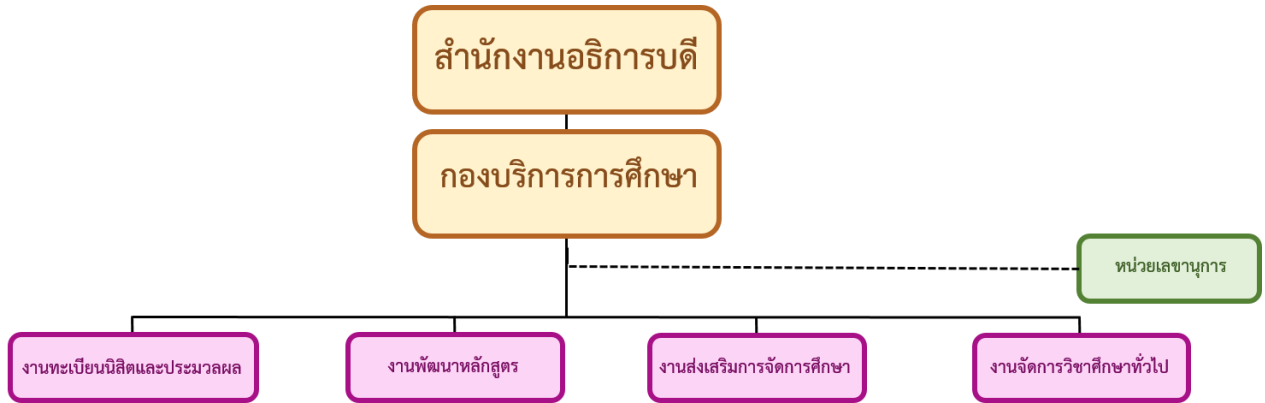 สำนักงานอธิการบดี
กองบริการการศึกษา
หน่วยเลขานุการ
งานทะเบียนนิสิตและประมวลผล
งานพัฒนาหลักสูตร
งานส่งเสริมการจัดการศึกษา
งานจัดการวิชาศึกษาทั่วไป